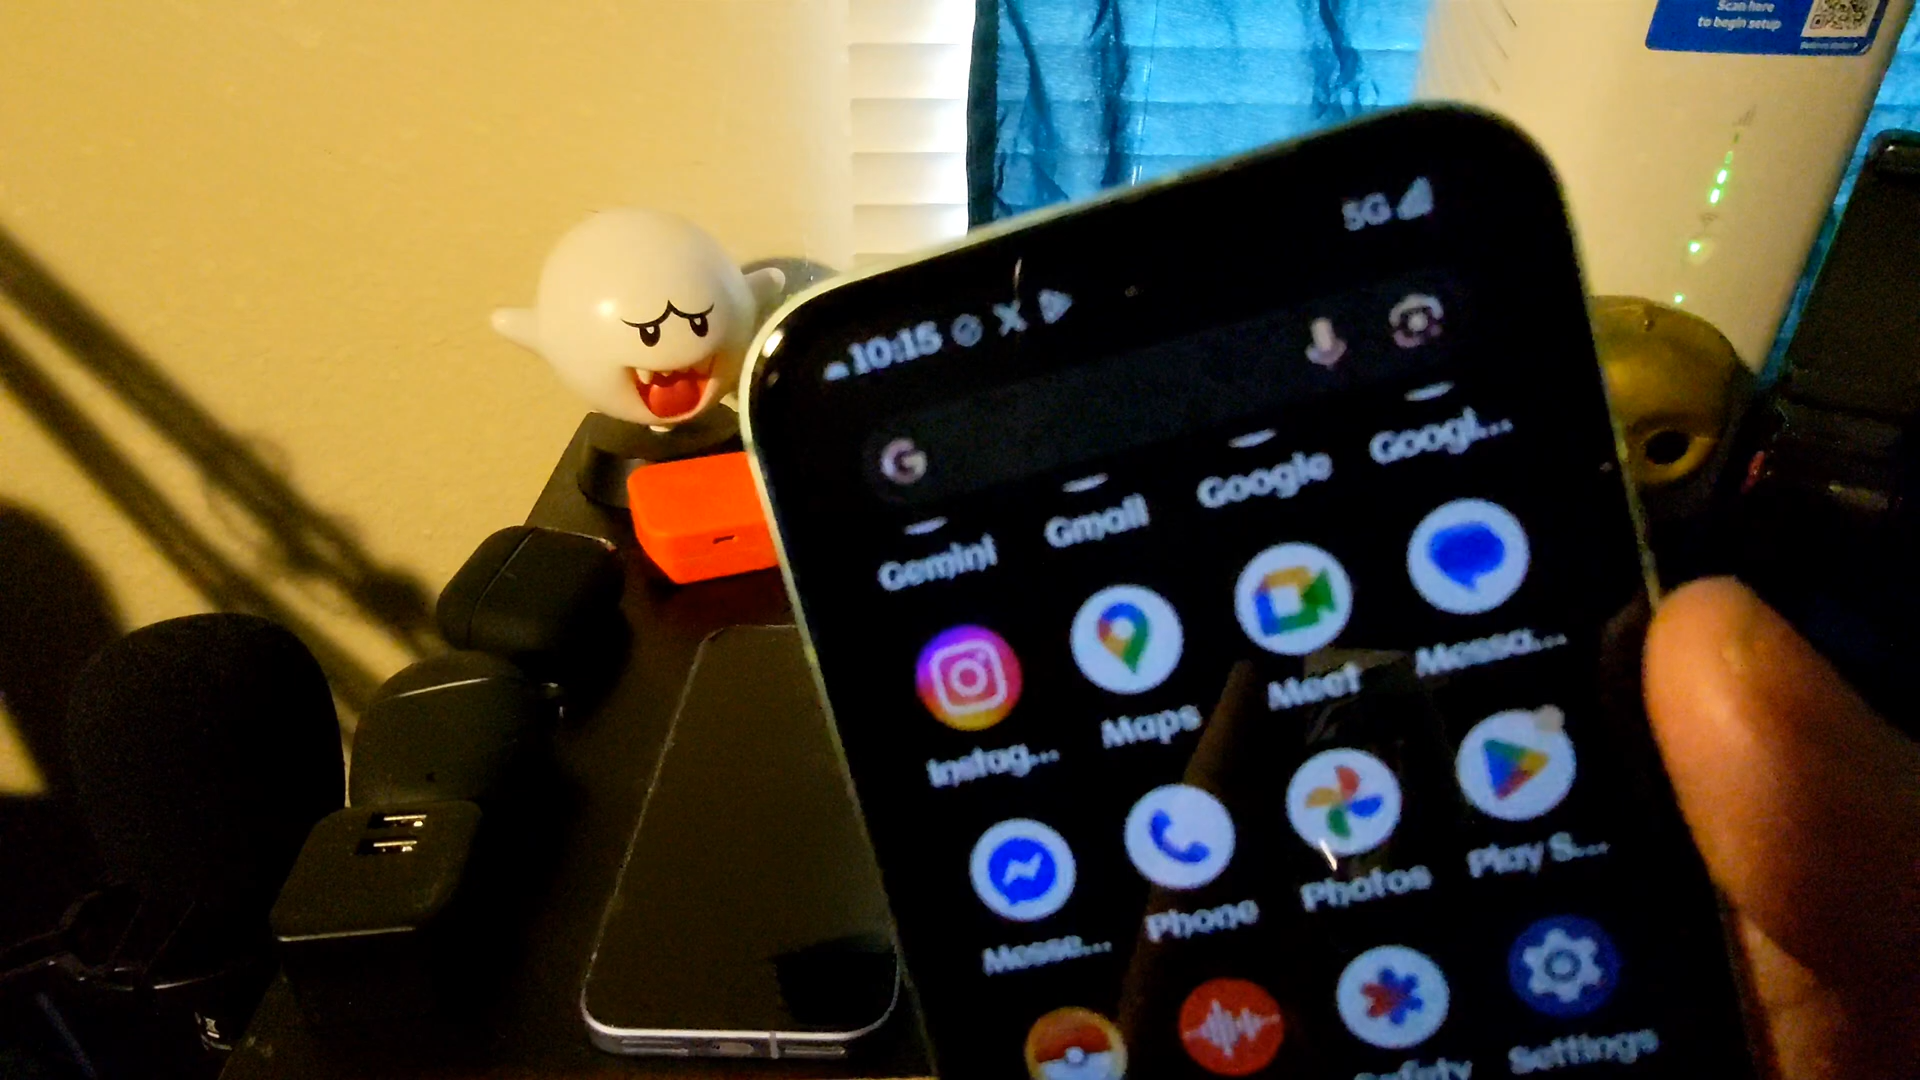 Scan here
to begin setup
5G
10:15
G
Gemini Gmail Google Googl...
Instag... Maps Meet Messa...
Messe... Phone Photos Play S...
Safety Settings